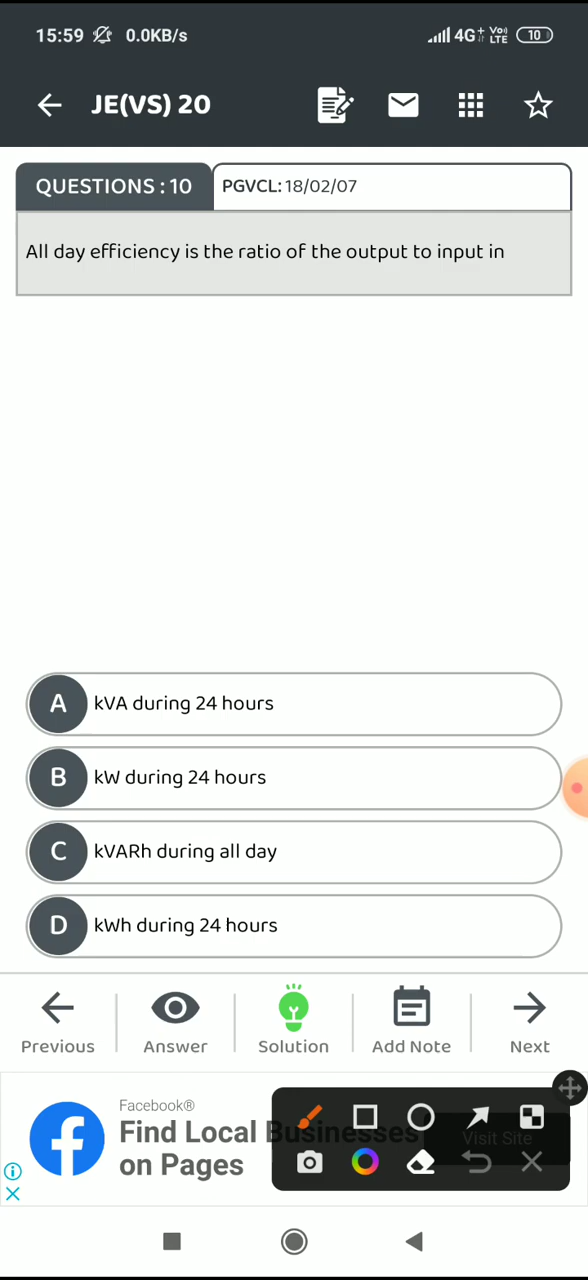 15:59 0.0KB/s 4G+ Vo) LTE 10
JE(VS) 20
QUESTIONS : 10 PGVCL: 18/02/07
All day efficiency is the ratio of the output to input in
A kVA during 24 hours
B kW during 24 hours
C kVARh during all day
D kWh during 24 hours
Previous Answer Solution Add Note Next
Facebook®
Find Local Businesses
on Pages
Visit Site